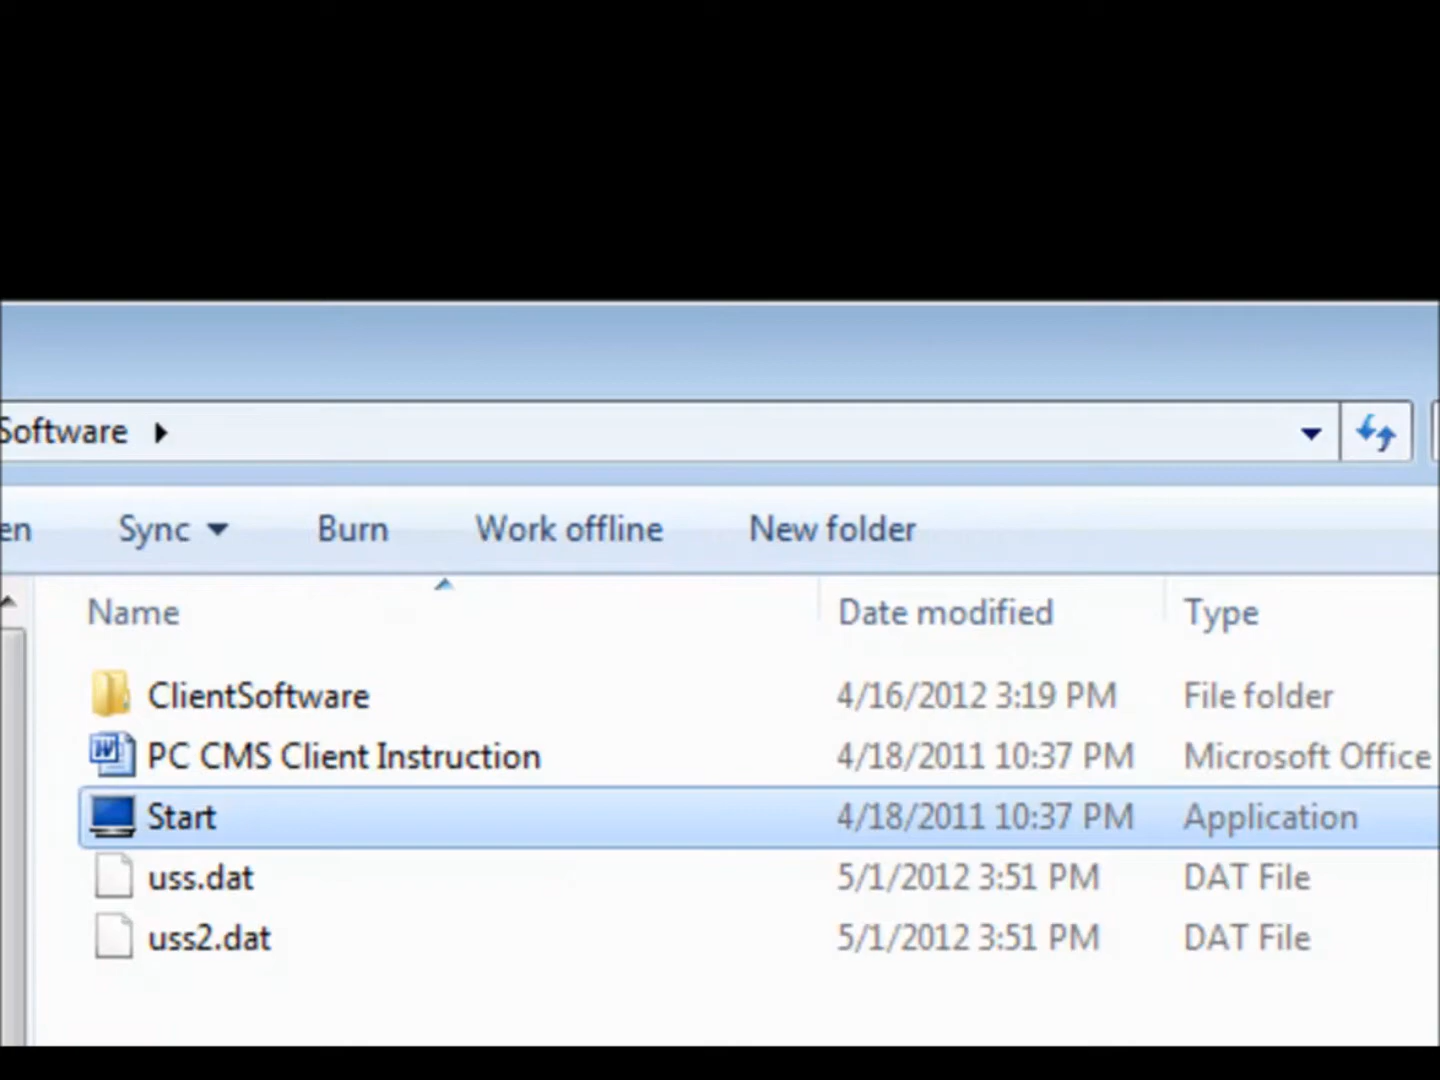 Software
en Sync Burn Work offline New folder
Name Date modified Type
ClientSoftware 4/16/2012 3:19 PM File folder
PC CMS Client Instruction 4/18/2011 10:37 PM Microsoft Office
Start 4/18/2011 10:37 PM Application
uss.dat 5/1/2012 3:51 PM DAT File
uss2.dat 5/1/2012 3:51 PM DAT File